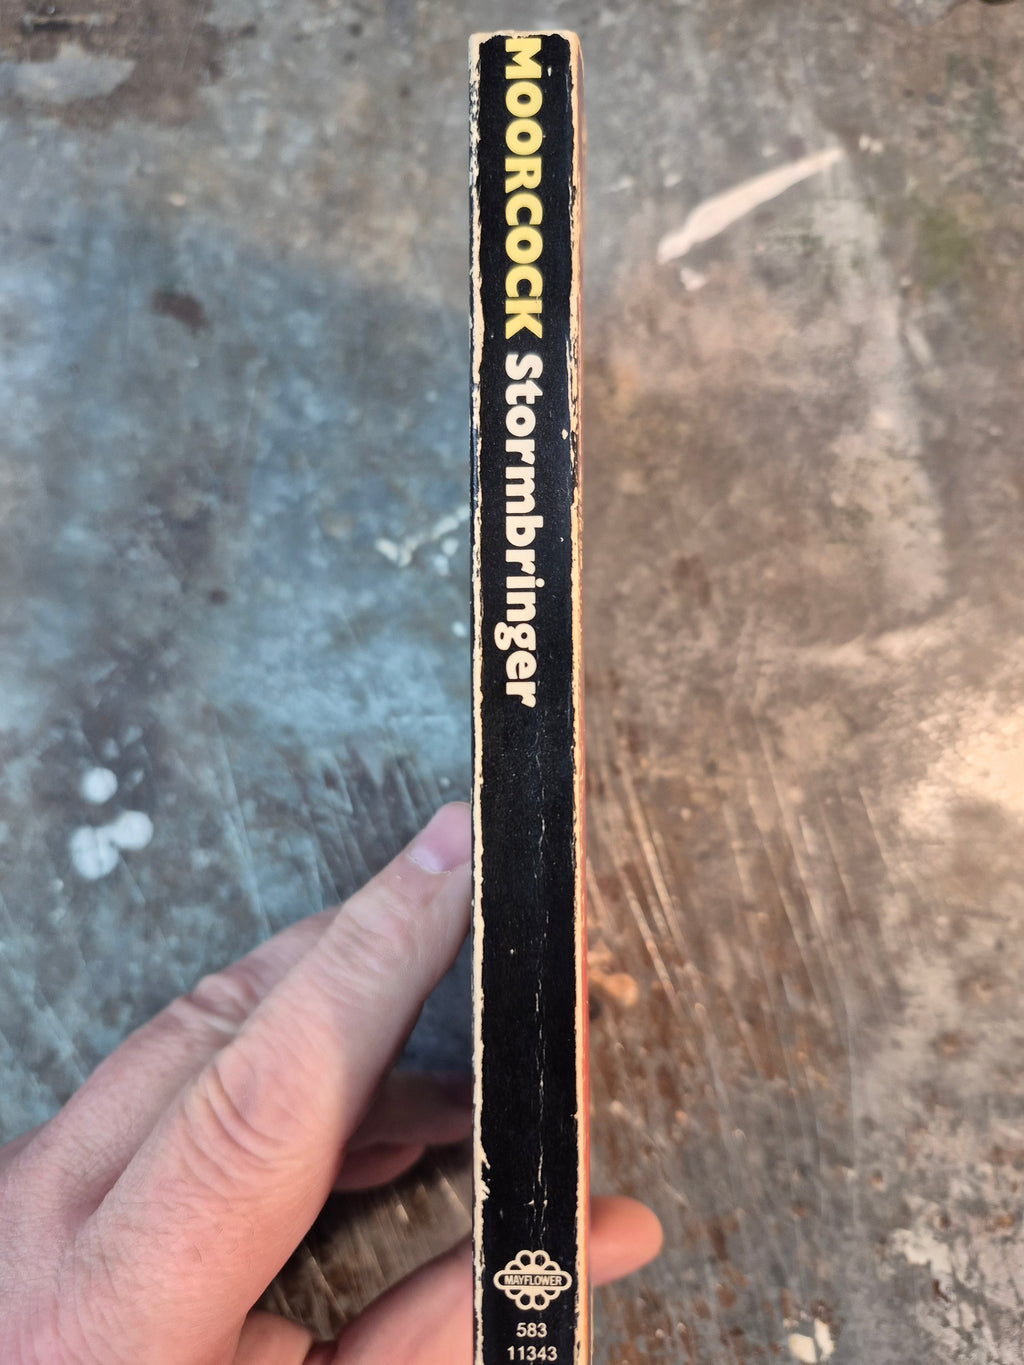 MOORCOCK Stormbringer
MAYFLOWER
583
11343